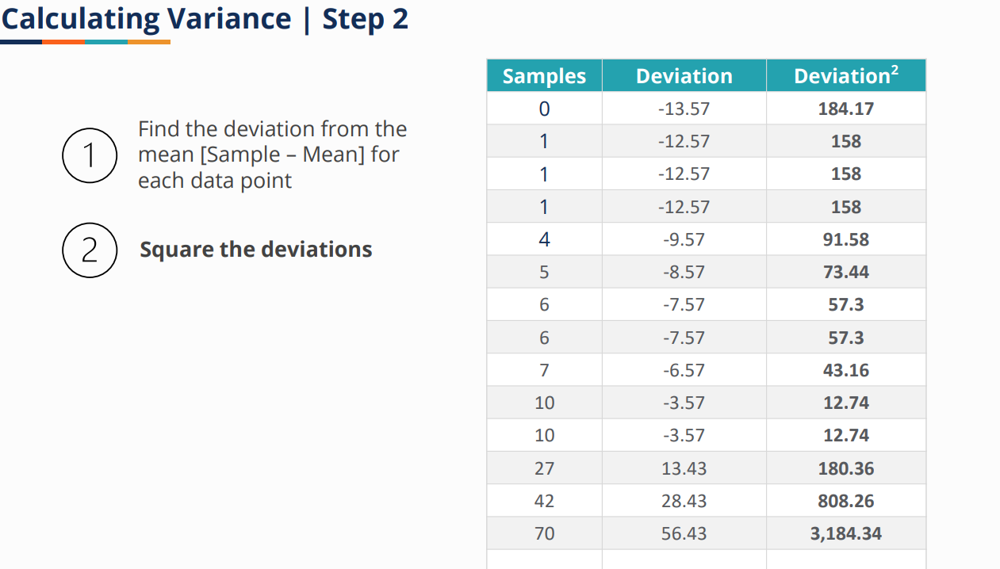 Calculating Variance | Step 2
1
Find the deviation from the
mean [Sample – Mean] for
each data point
2
Square the deviations
Samples Deviation Deviation²
0 -13.57 184.17
1 -12.57 158
1 -12.57 158
1 -12.57 158
4 -9.57 91.58
5 -8.57 73.44
6 -7.57 57.3
6 -7.57 57.3
7 -6.57 43.16
10 -3.57 12.74
10 -3.57 12.74
27 13.43 180.36
42 28.43 808.26
70 56.43 3,184.34